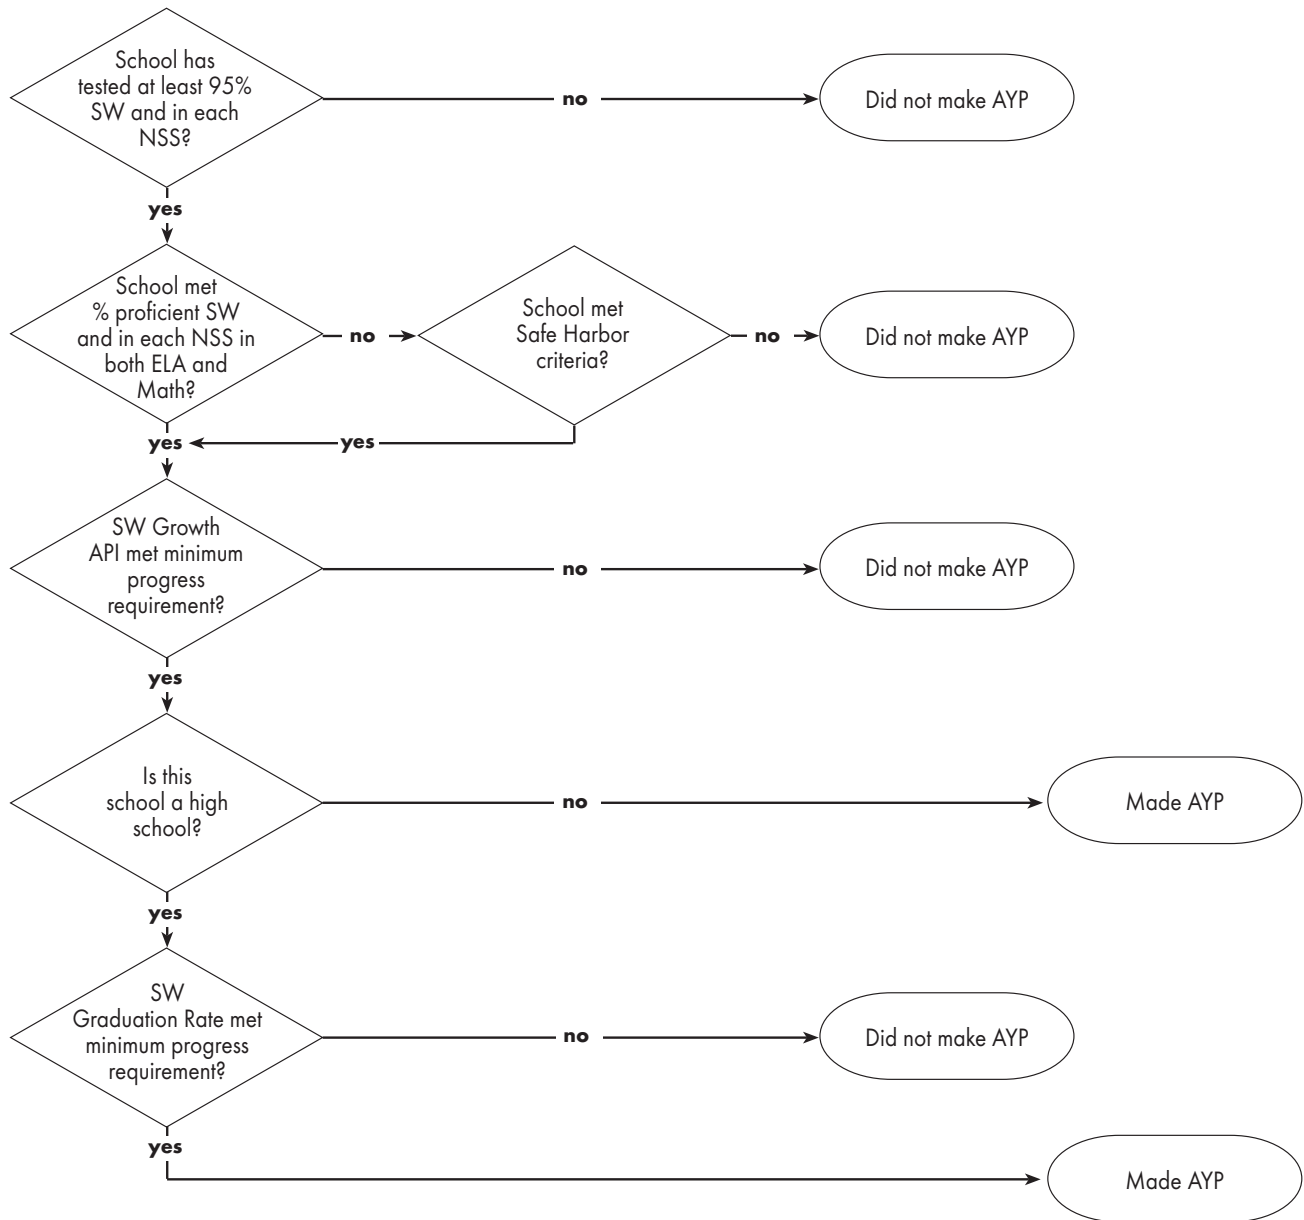 School has
tested at least 95%
SW and in each
NSS?
no
Did not make AYP
yes
School met
% proficient SW
and in each NSS in
both ELA and
Math?
no
School met
Safe Harbor
criteria?
no
Did not make AYP
yes
yes
SW Growth
API met minimum
progress
requirement?
no
Did not make AYP
yes
Is this
school a high
school?
no
Made AYP
yes
SW
Graduation Rate met
minimum progress
requirement?
no
Did not make AYP
yes
Made AYP